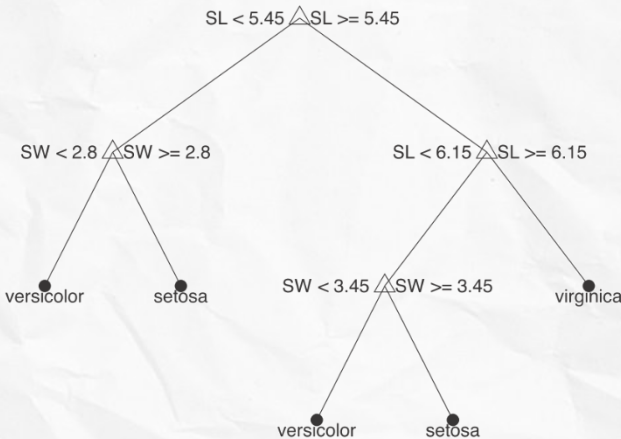 SL < 5.45 SL >= 5.45
SW < 2.8 SW >= 2.8
SL < 6.15 SL >= 6.15
versicolor
setosa
SW < 3.45 SW >= 3.45
virginica
versicolor
setosa